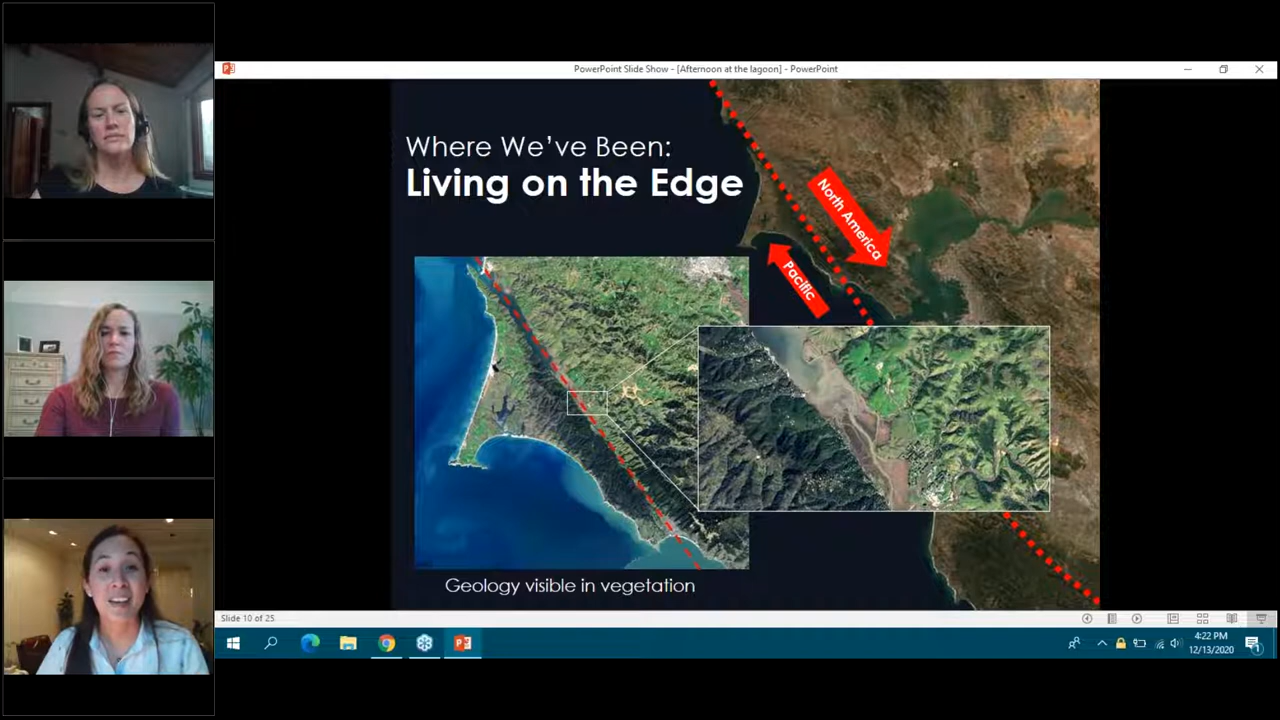 PowerPoint Slide Show - [Afternoon at the lagoon] - PowerPoint
Where We've Been:
Living on the Edge
North America
Pacific
Geology visible in vegetation
Slide 10 of 25
4:22 PM
12/13/2020
1